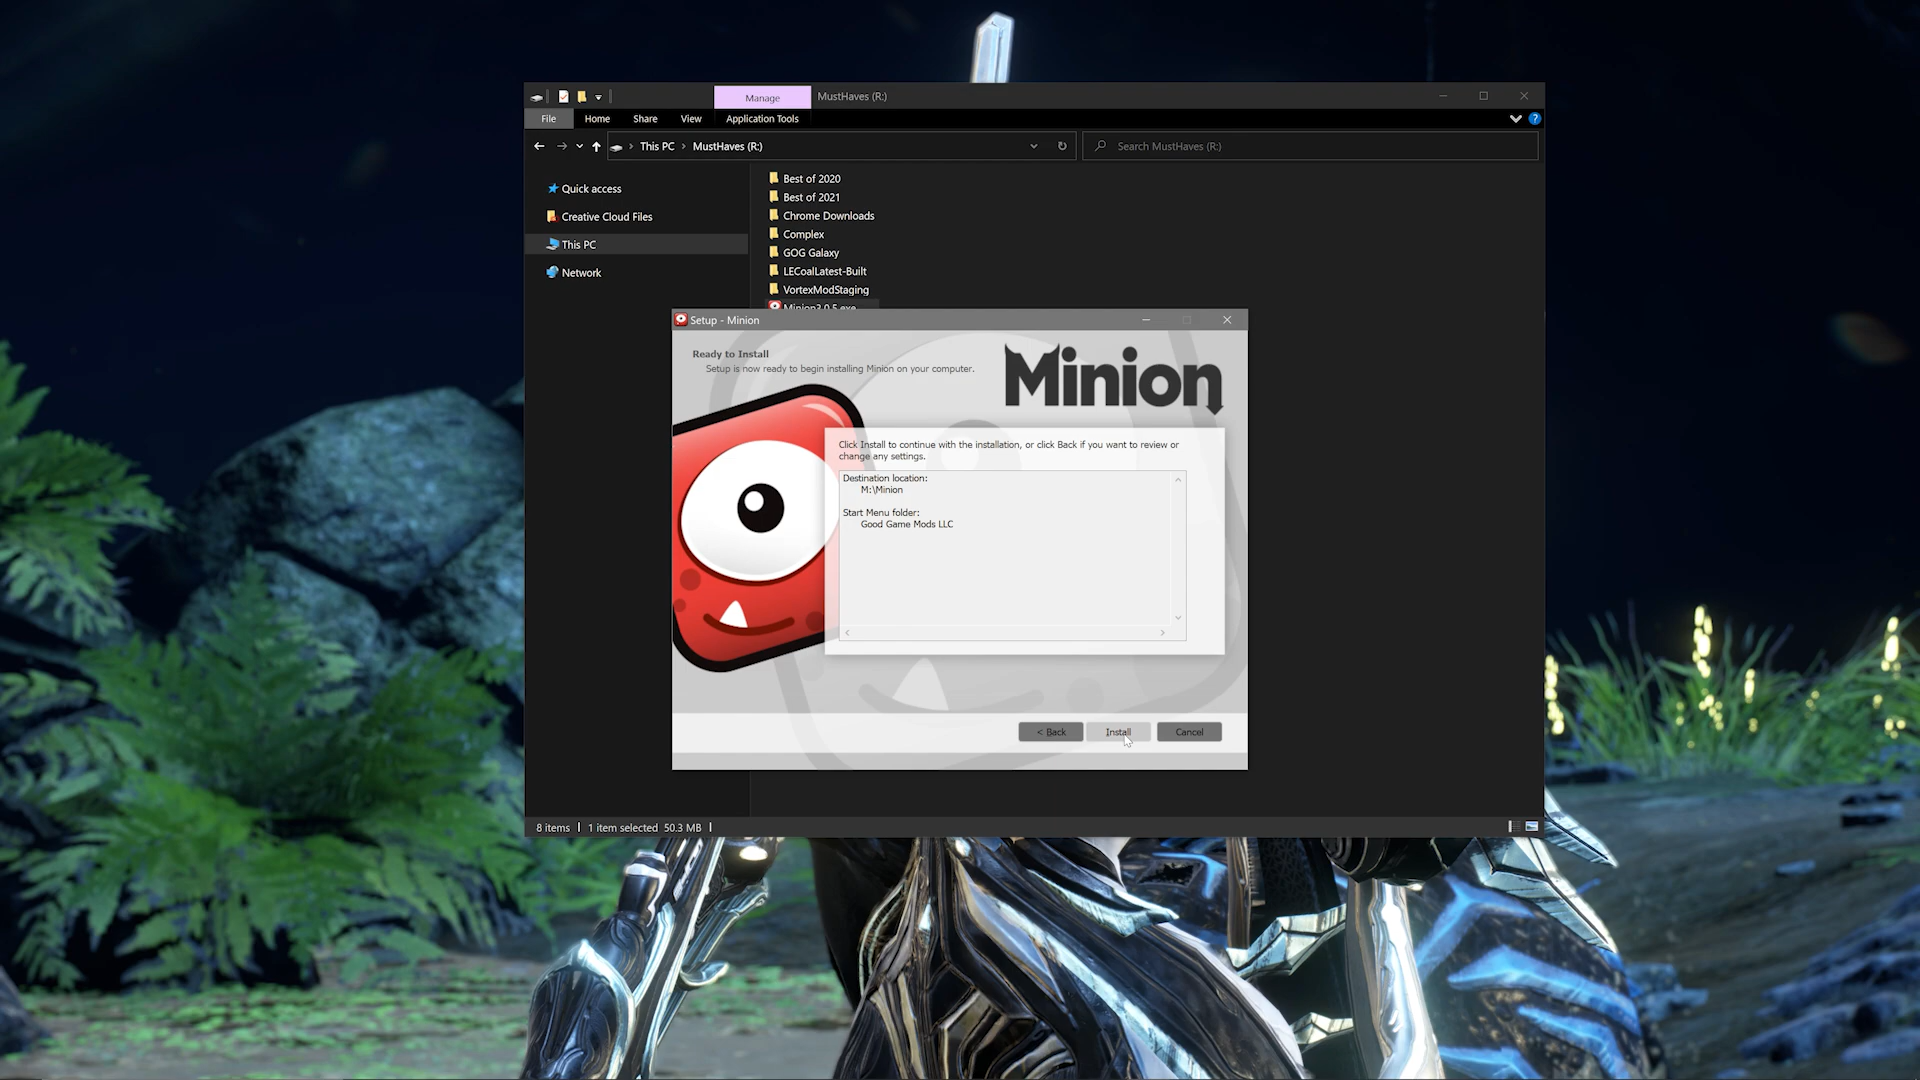 Manage
MustHaves (R:)
File
Home
Share
View
Application Tools
This PC
MustHaves (R:)
Search MustHaves (R:)
Quick access
Creative Cloud Files
This PC
Network
Best of 2020
Best of 2021
Chrome Downloads
Complex
GOG Galaxy
LECoalLatest-Built
VortexModStaging
Minion3.0.5.exe
Setup - Minion
Ready to Install
Setup is now ready to begin installing Minion on your computer.
Minion
Click Install to continue with the installation, or click Back if you want to review or
change any settings.
Destination location:
M:\Minion
Start Menu folder:
Good Game Mods LLC
< Back
Install
Cancel
8 items
1 item selected 50.3 MB